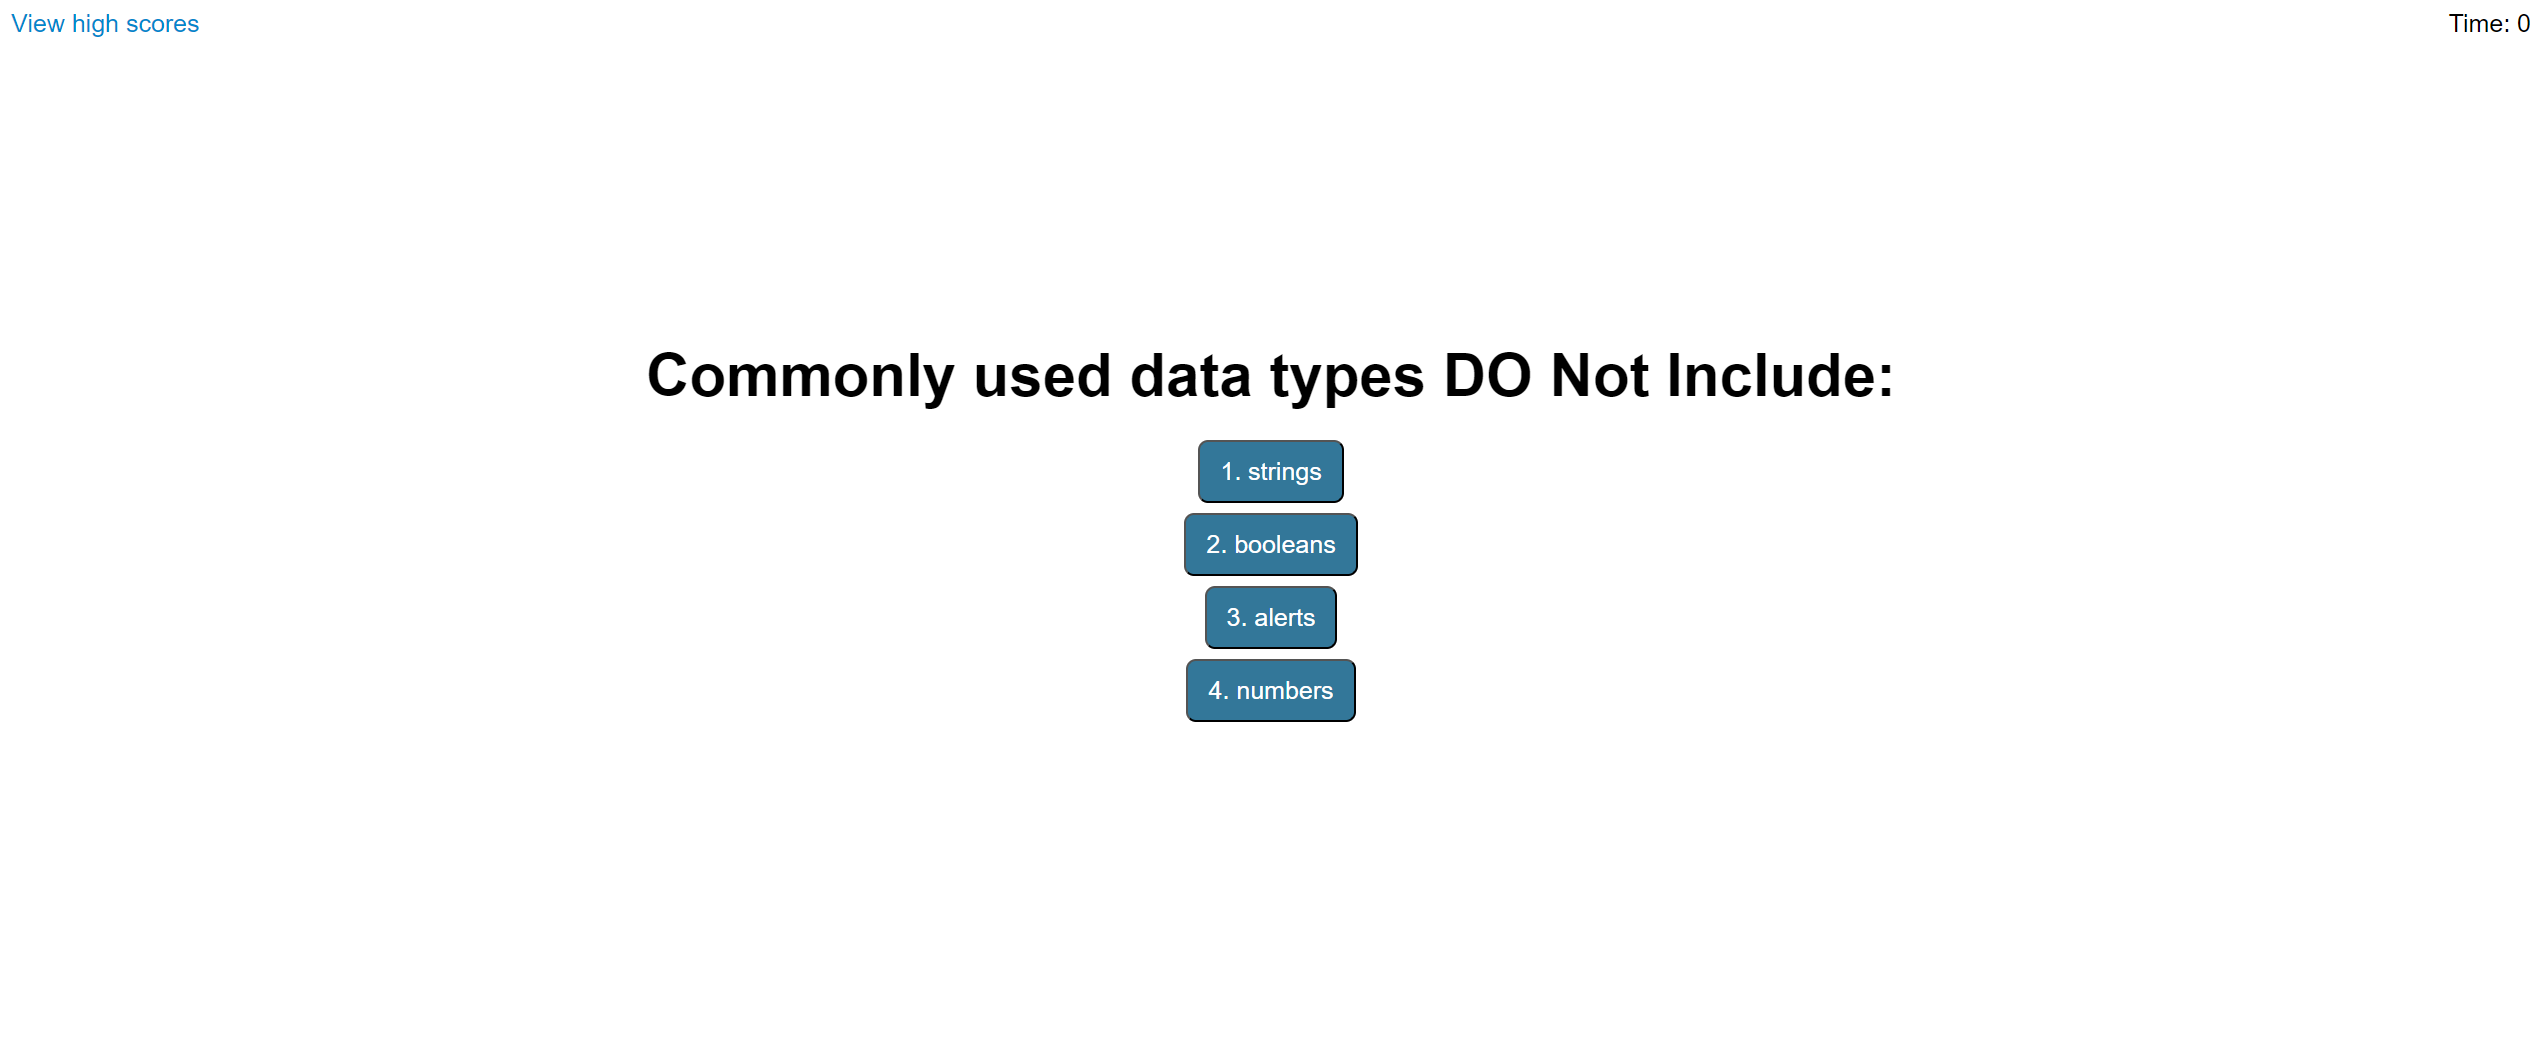 View high scores
Time: 0
Commonly used data types DO Not Include:
1. strings
2. booleans
3. alerts
4. numbers